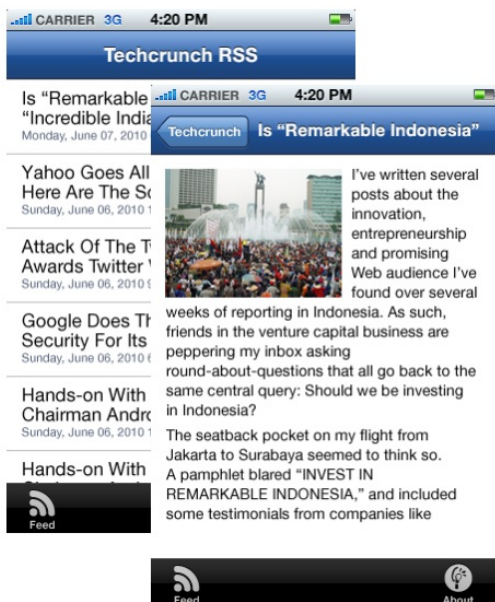 CARRIER 3G 4:20 PM
Techcrunch RSS
Is “Remarkable
“Incredible India
Monday, June 07, 2010
Yahoo Goes All
Here Are The
Sunday, June 06, 2010 1
Attack Of The
Awards Twitter
Sunday, June 06, 2010 9
Google Does
Security For Its
Sunday, June 06, 2010 6
Hands-on With
Chairman
Sunday, June 06, 2010 1
Hands-on With
Feed
CARRIER 3G 4:20 PM
Techcrunch Is “Remarkable Indonesia”
I’ve written several
posts about the
innovation,
entrepreneurship
and promising
Web audience I’ve
found over several
weeks of reporting in Indonesia. As such,
friends in the venture capital business are
peppering my inbox asking
round-about-questions that all go back to the
same central query: Should we be investing
in Indonesia?
The seatback pocket on my flight from
Jakarta to Surabaya seemed to think so.
A pamphlet blared “INVEST IN
REMARKABLE INDONESIA,” and included
some testimonials from companies like
Feed About